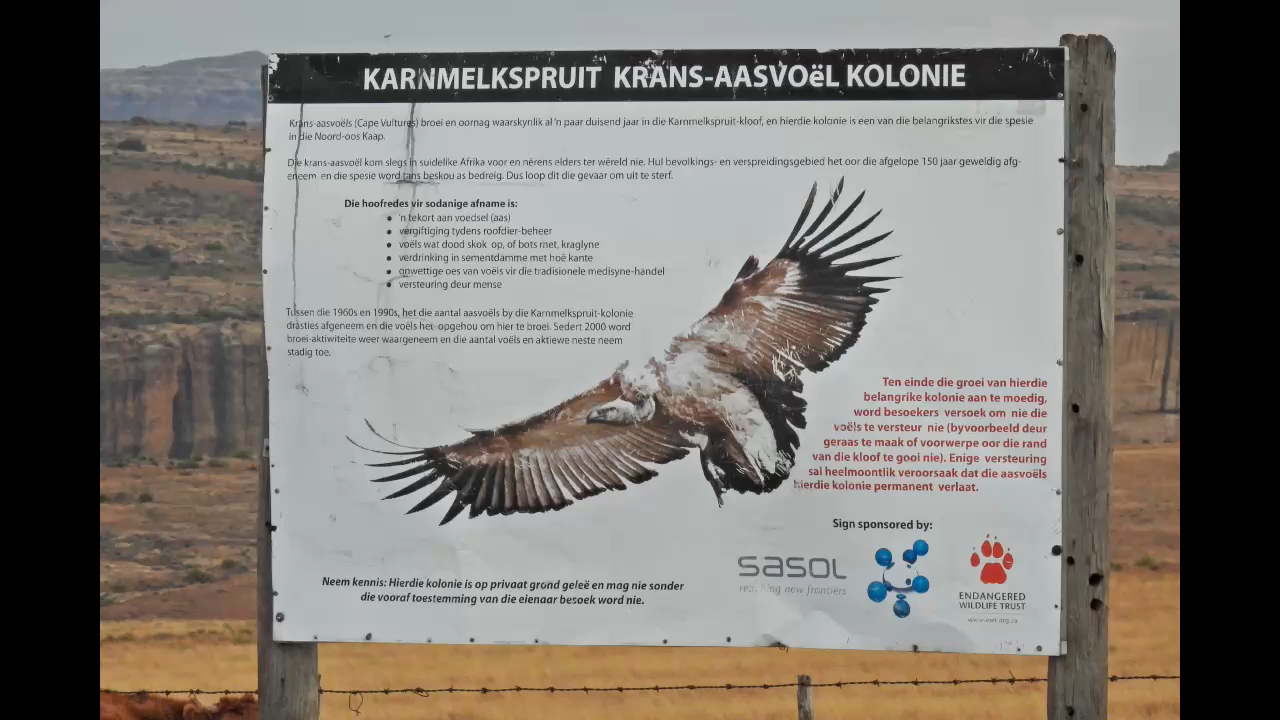 KARNMELKSPRUIT KRANS-AASVOëL KOLONIE
Krans-aasvoëls (Cape Vultures) broei en oornag waarskynlik al 'n paar duisend jaar in die Karnmelkspruit-kloof, en hierdie kolonie is een van die belangrikstes vir die spesie
in die Noord-oos Kaap.
Die krans-aasvoël kom slegs in suidelike Afrika voor en nêrens elders ter wêreld nie. Hul bevolkings- en verspreidingsgebied het oor die afgelope 150 jaar geweldig afg-
eneem en die spesie word tans beskou as bedreig. Dus loop dit die gevaar om uit te sterf.
Die hoofredes vir sodanige afname is:
• 'n tekort aan voedsel (aas)
• vergiftiging tydens roofdier-beheer
• voëls wat dood skok op, of bots met, kraglyne
• verdrinking in sementdamme met hoë kante
• onwettige oes van voëls vir die tradisionele medisyne-handel
• versteuring deur mense
Tussen die 1960s en 1990s, het die aantal aasvoëls by die Karnmelkspruit-kolonie
drasties afgeneem en die voëls het opgehou om hier te broei. Sedert 2000 word
broei-aktiwiteite weer waargeneem en die aantal voëls en aktiewe neste neem
stadig toe.
Ten einde die groei van hierdie
belangrike kolonie aan te moedig,
word besoekers versoek om nie die
voëls te versteur nie (byvoorbeeld deur
geraas te maak of voorwerpe oor die rand
van die kloof te gooi nie). Enige versteuring
sal heelmoontlik veroorsaak dat die aasvoëls
hierdie kolonie permanent verlaat.
Sign sponsored by:
sasol
reaching new frontiers
ENDANGERED
WILDLIFE TRUST
www.ewt.org.za
Neem kennis: Hierdie kolonie is op privaat grond geleë en mag nie sonder
die vooraf toestemming van die eienaar besoek word nie.